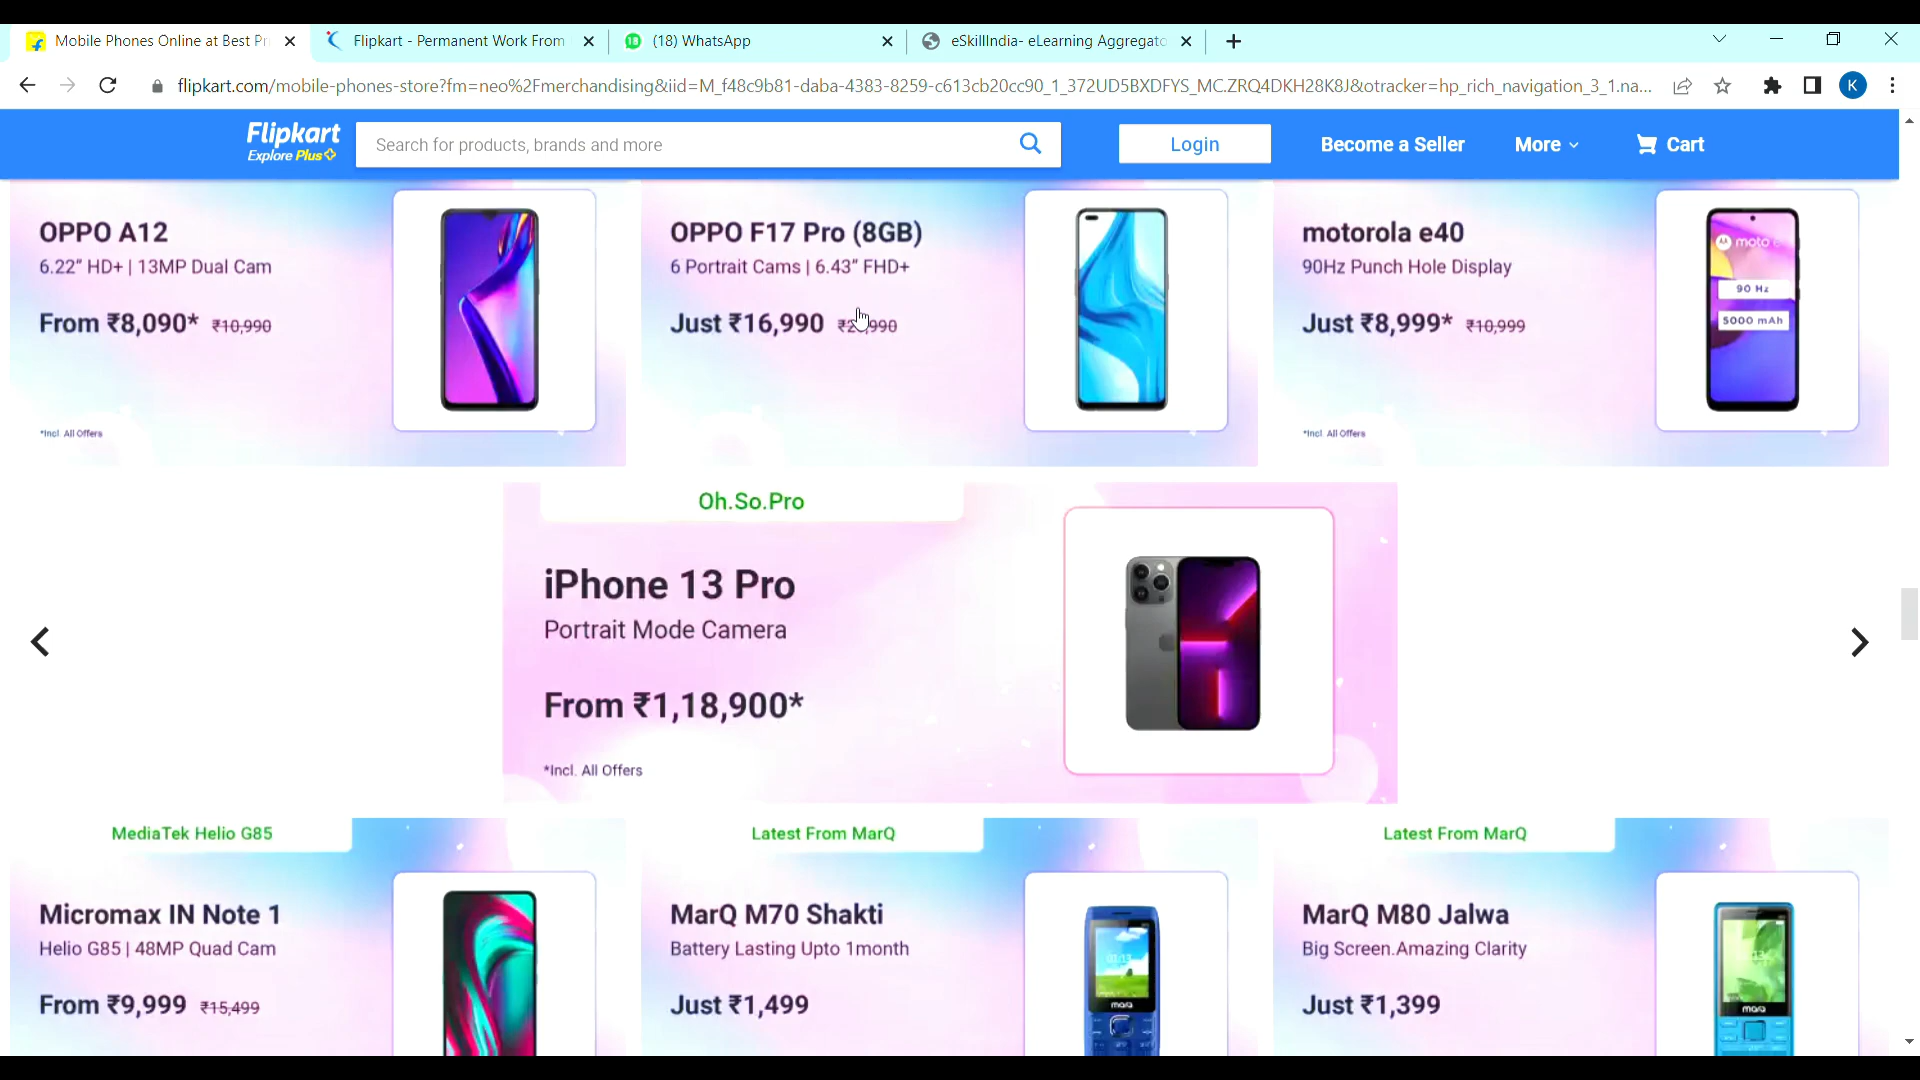 Mobile Phones Online at Best Pr
Flipkart - Permanent Work From
(18) WhatsApp
eSkillIndia- eLearning Aggregato
flipkart.com/mobile-phones-store?fm=neo%2Fmerchandising&iid=M_f48c9b81-daba-4383-8259-c613cb20cc90_1_372UD5BXDFYS_MC.ZRQ4DKH28K8J&otracker=hp_rich_navigation_3_1.na...
K
Flipkart
Explore Plus
Search for products, brands and more
Login
Become a Seller
More
Cart
OPPO A12
6.22" HD+ | 13MP Dual Cam
From ₹8,090* ₹10,990
*Incl. All Offers
OPPO F17 Pro (8GB)
6 Portrait Cams | 6.43" FHD+
Just ₹16,990
motorola e40
90Hz Punch Hole Display
Just ₹8,999* ₹10,999
*Incl. All Offers
moto
90 Hz
5000 mAh
Oh.So.Pro
iPhone 13 Pro
Portrait Mode Camera
From ₹1,18,900*
*Incl. All Offers
MediaTek Helio G85
Micromax IN Note 1
Helio G85 | 48MP Quad Cam
From ₹9,999 ₹15,499
Latest From MarQ
MarQ M70 Shakti
Battery Lasting Upto 1month
Just ₹1,499
marq
Latest From MarQ
MarQ M80 Jalwa
Big Screen.Amazing Clarity
Just ₹1,399
marq